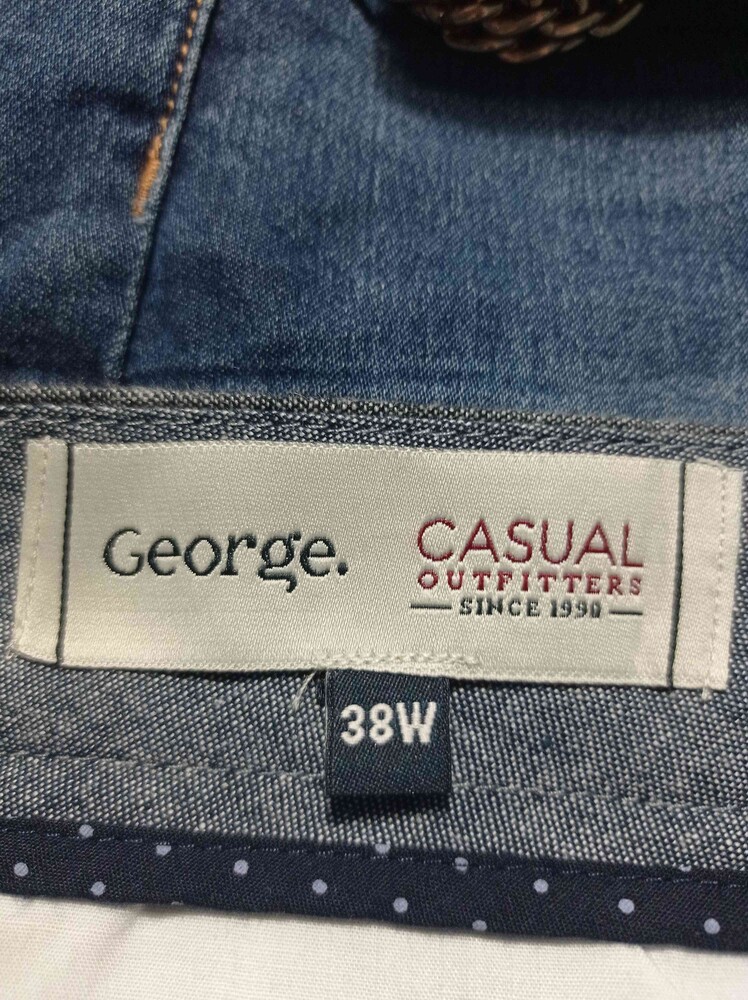 George.
CASUAL
OUTFITTERS
SINCE 1990
38W